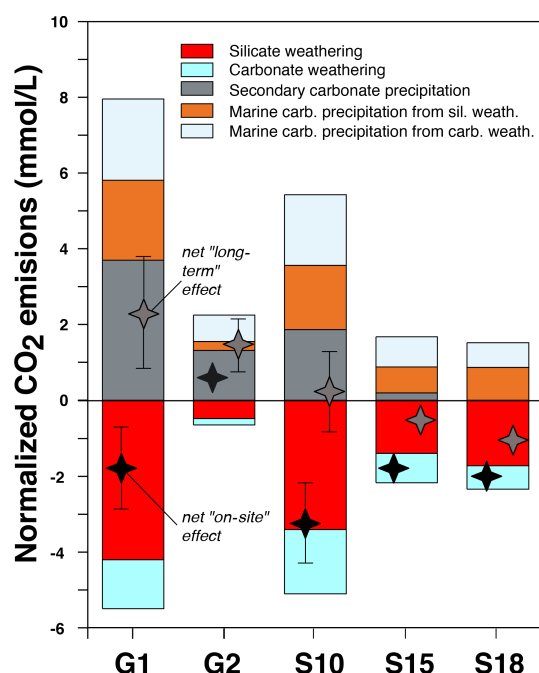 Normalized CO2 emissions (mmol/L)
10
8
6
4
2
0
-2
-4
-6
Silicate weathering
Carbonate weathering
Secondary carbonate precipitation
Marine carb. precipitation from sil. weath.
Marine carb. precipitation from carb. weath.
net "long-
term"
effect
net "on-site"
effect
G1
G2
S10
S15
S18